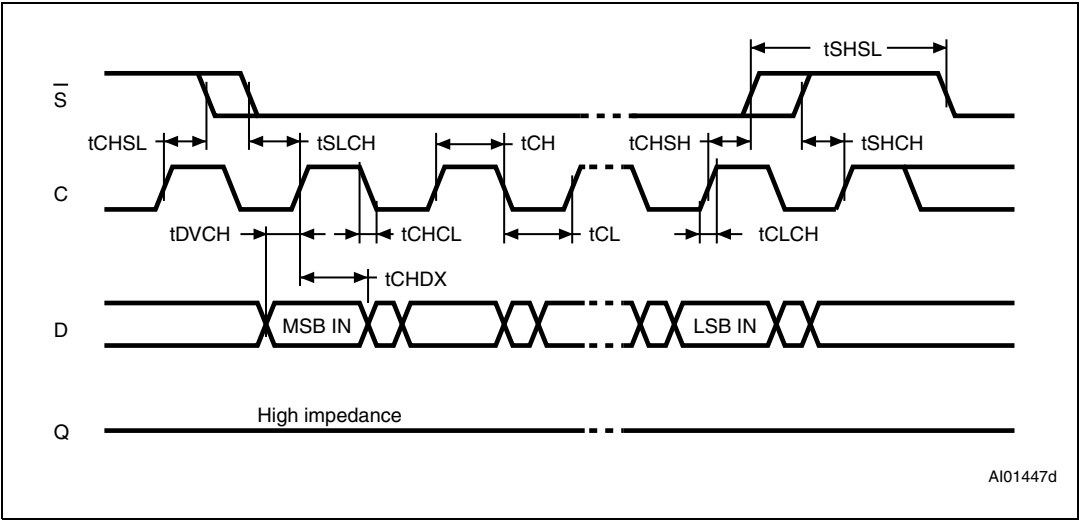 tSHSL
S
tCHSL
tSLCH
tCH
tCHSH
tSHCH
C
tDVCH
tCHCL
tCL
tCLCH
tCHDX
D
MSB IN
LSB IN
High impedance
Q
AI01447d